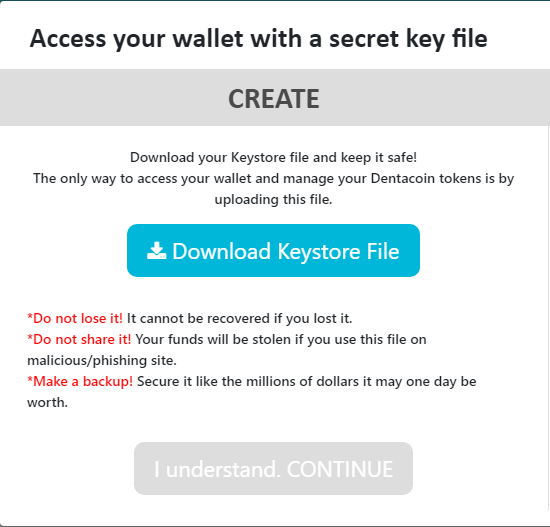 Access your wallet with a secret key file
CREATE
Download your Keystore file and keep it safe!
The only way to access your wallet and manage your Dentacoin tokens is by
uploading this file.
Download Keystore File
*Do not lose it! It cannot be recovered if you lost it.
*Do not share it! Your funds will be stolen if you use this file on
malicious/phishing site.
*Make a backup! Secure it like the millions of dollars it may one day be
worth.
I understand. CONTINUE